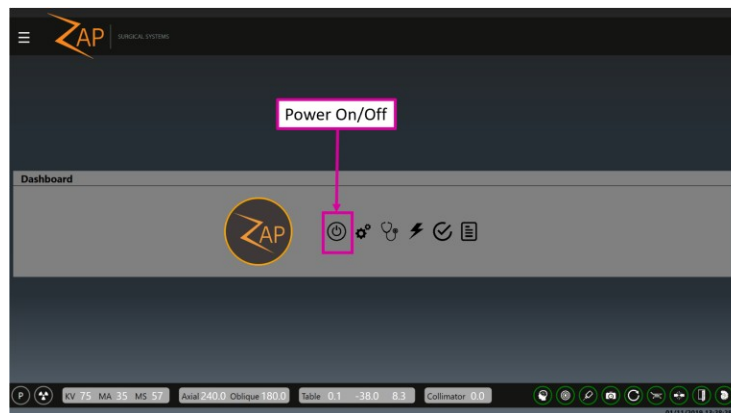 ZAP SURGICAL SYSTEMS
Power On/Off
Dashboard
ZAP
P KV 75 MA 35 MS 57 Axial 240.0 Oblique 180.0 Table 0.1 -38.0 8.3 Collimator 0.0